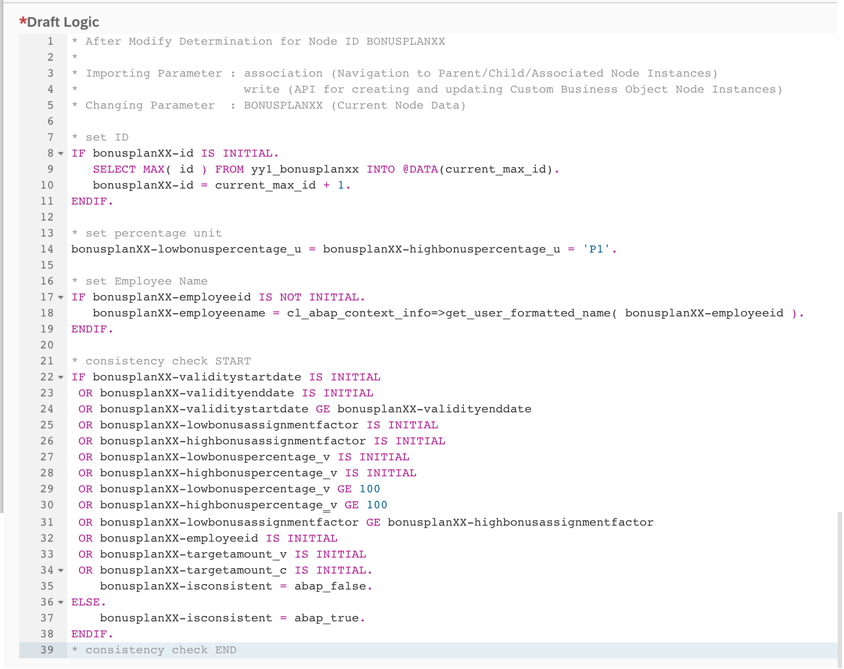 *Draft Logic
1 * After Modify Determination for Node ID BONUSPLANXX
2 *
3 * Importing Parameter : association (Navigation to Parent/Child/Associated Node Instances)
4 *                       write (API for creating and updating Custom Business Object Node Instances)
5 * Changing Parameter  : BONUSPLANXX (Current Node Data)
6
7 * set ID
8 IF bonusplanXX-id IS INITIAL.
9    SELECT MAX( id ) FROM yy1_bonusplanxx INTO @DATA(current_max_id).
10    bonusplanXX-id = current_max_id + 1.
11 ENDIF.
12
13 * set percentage unit
14 bonusplanXX-lowbonuspercentage_u = bonusplanXX-highbonuspercentage_u = 'P1'.
15
16 * set Employee Name
17 IF bonusplanXX-employeeid IS NOT INITIAL.
18    bonusplanXX-employeename = cl_abap_context_info=>get_user_formatted_name( bonusplanXX-employeeid ).
19 ENDIF.
20
21 * consistency check START
22 IF bonusplanXX-validitystartdate IS INITIAL
23  OR bonusplanXX-validityenddate IS INITIAL
24  OR bonusplanXX-validitystartdate GE bonusplanXX-validityenddate
25  OR bonusplanXX-lowbonusassignmentfactor IS INITIAL
26  OR bonusplanXX-highbonusassignmentfactor IS INITIAL
27  OR bonusplanXX-lowbonuspercentage_v IS INITIAL
28  OR bonusplanXX-highbonuspercentage_v IS INITIAL
29  OR bonusplanXX-lowbonuspercentage_v GE 100
30  OR bonusplanXX-highbonuspercentage_v GE 100
31  OR bonusplanXX-lowbonusassignmentfactor GE bonusplanXX-highbonusassignmentfactor
32  OR bonusplanXX-employeeid IS INITIAL
33  OR bonusplanXX-targetamount_v IS INITIAL
34  OR bonusplanXX-targetamount_c IS INITIAL.
35     bonusplanXX-isconsistent = abap_false.
36 ELSE.
37     bonusplanXX-isconsistent = abap_true.
38 ENDIF.
39 * consistency check END